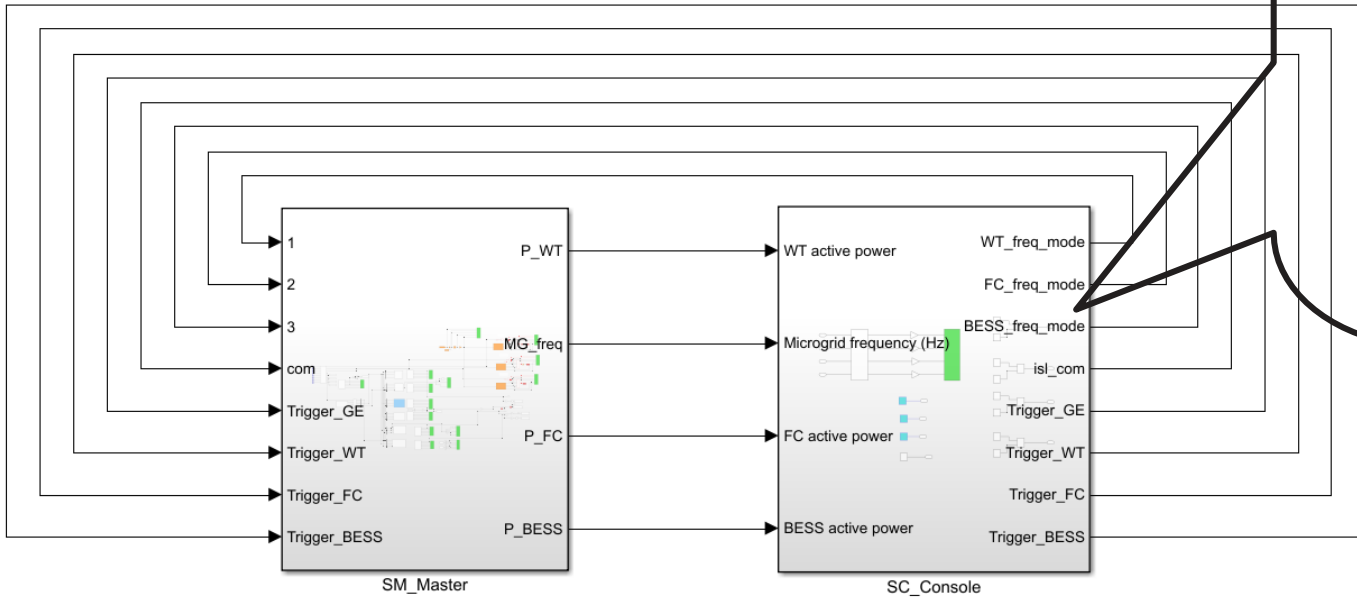 1
2
3
com
Trigger_GE
Trigger_WT
Trigger_FC
Trigger_BESS
P_WT
MG_freq
P_FC
P_BESS
SM_Master
WT active power
Microgrid frequency (Hz)
FC active power
BESS active power
WT_freq_mode
FC_freq_mode
BESS_freq_mode
isl_com
Trigger_GE
Trigger_WT
Trigger_FC
Trigger_BESS
SC_Console